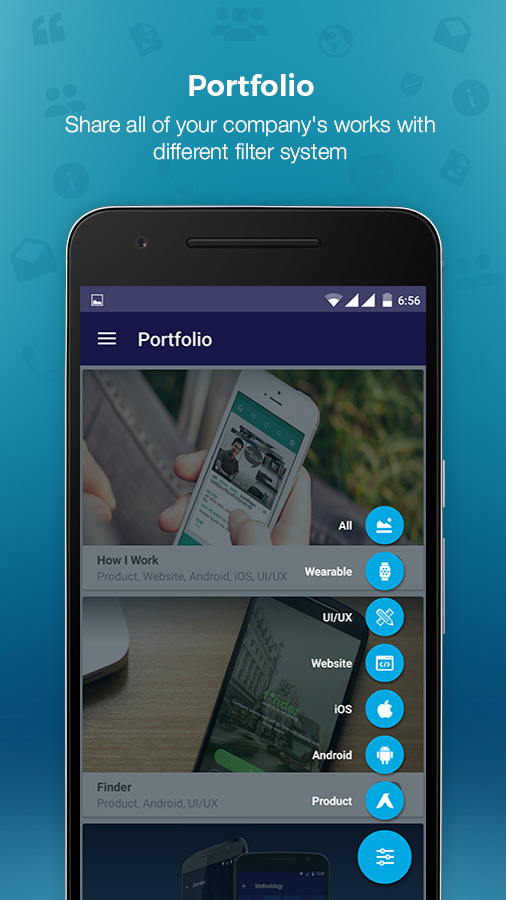 Portfolio
Share all of your company's works with
different filter system
6:56
Portfolio
All
How I Work
Product, Website, Android, iOS, UI/UX
Wearable
UI/UX
Website
finder
iOS
Android
Finder
Product, Android, UI/UX
Product
Methodology